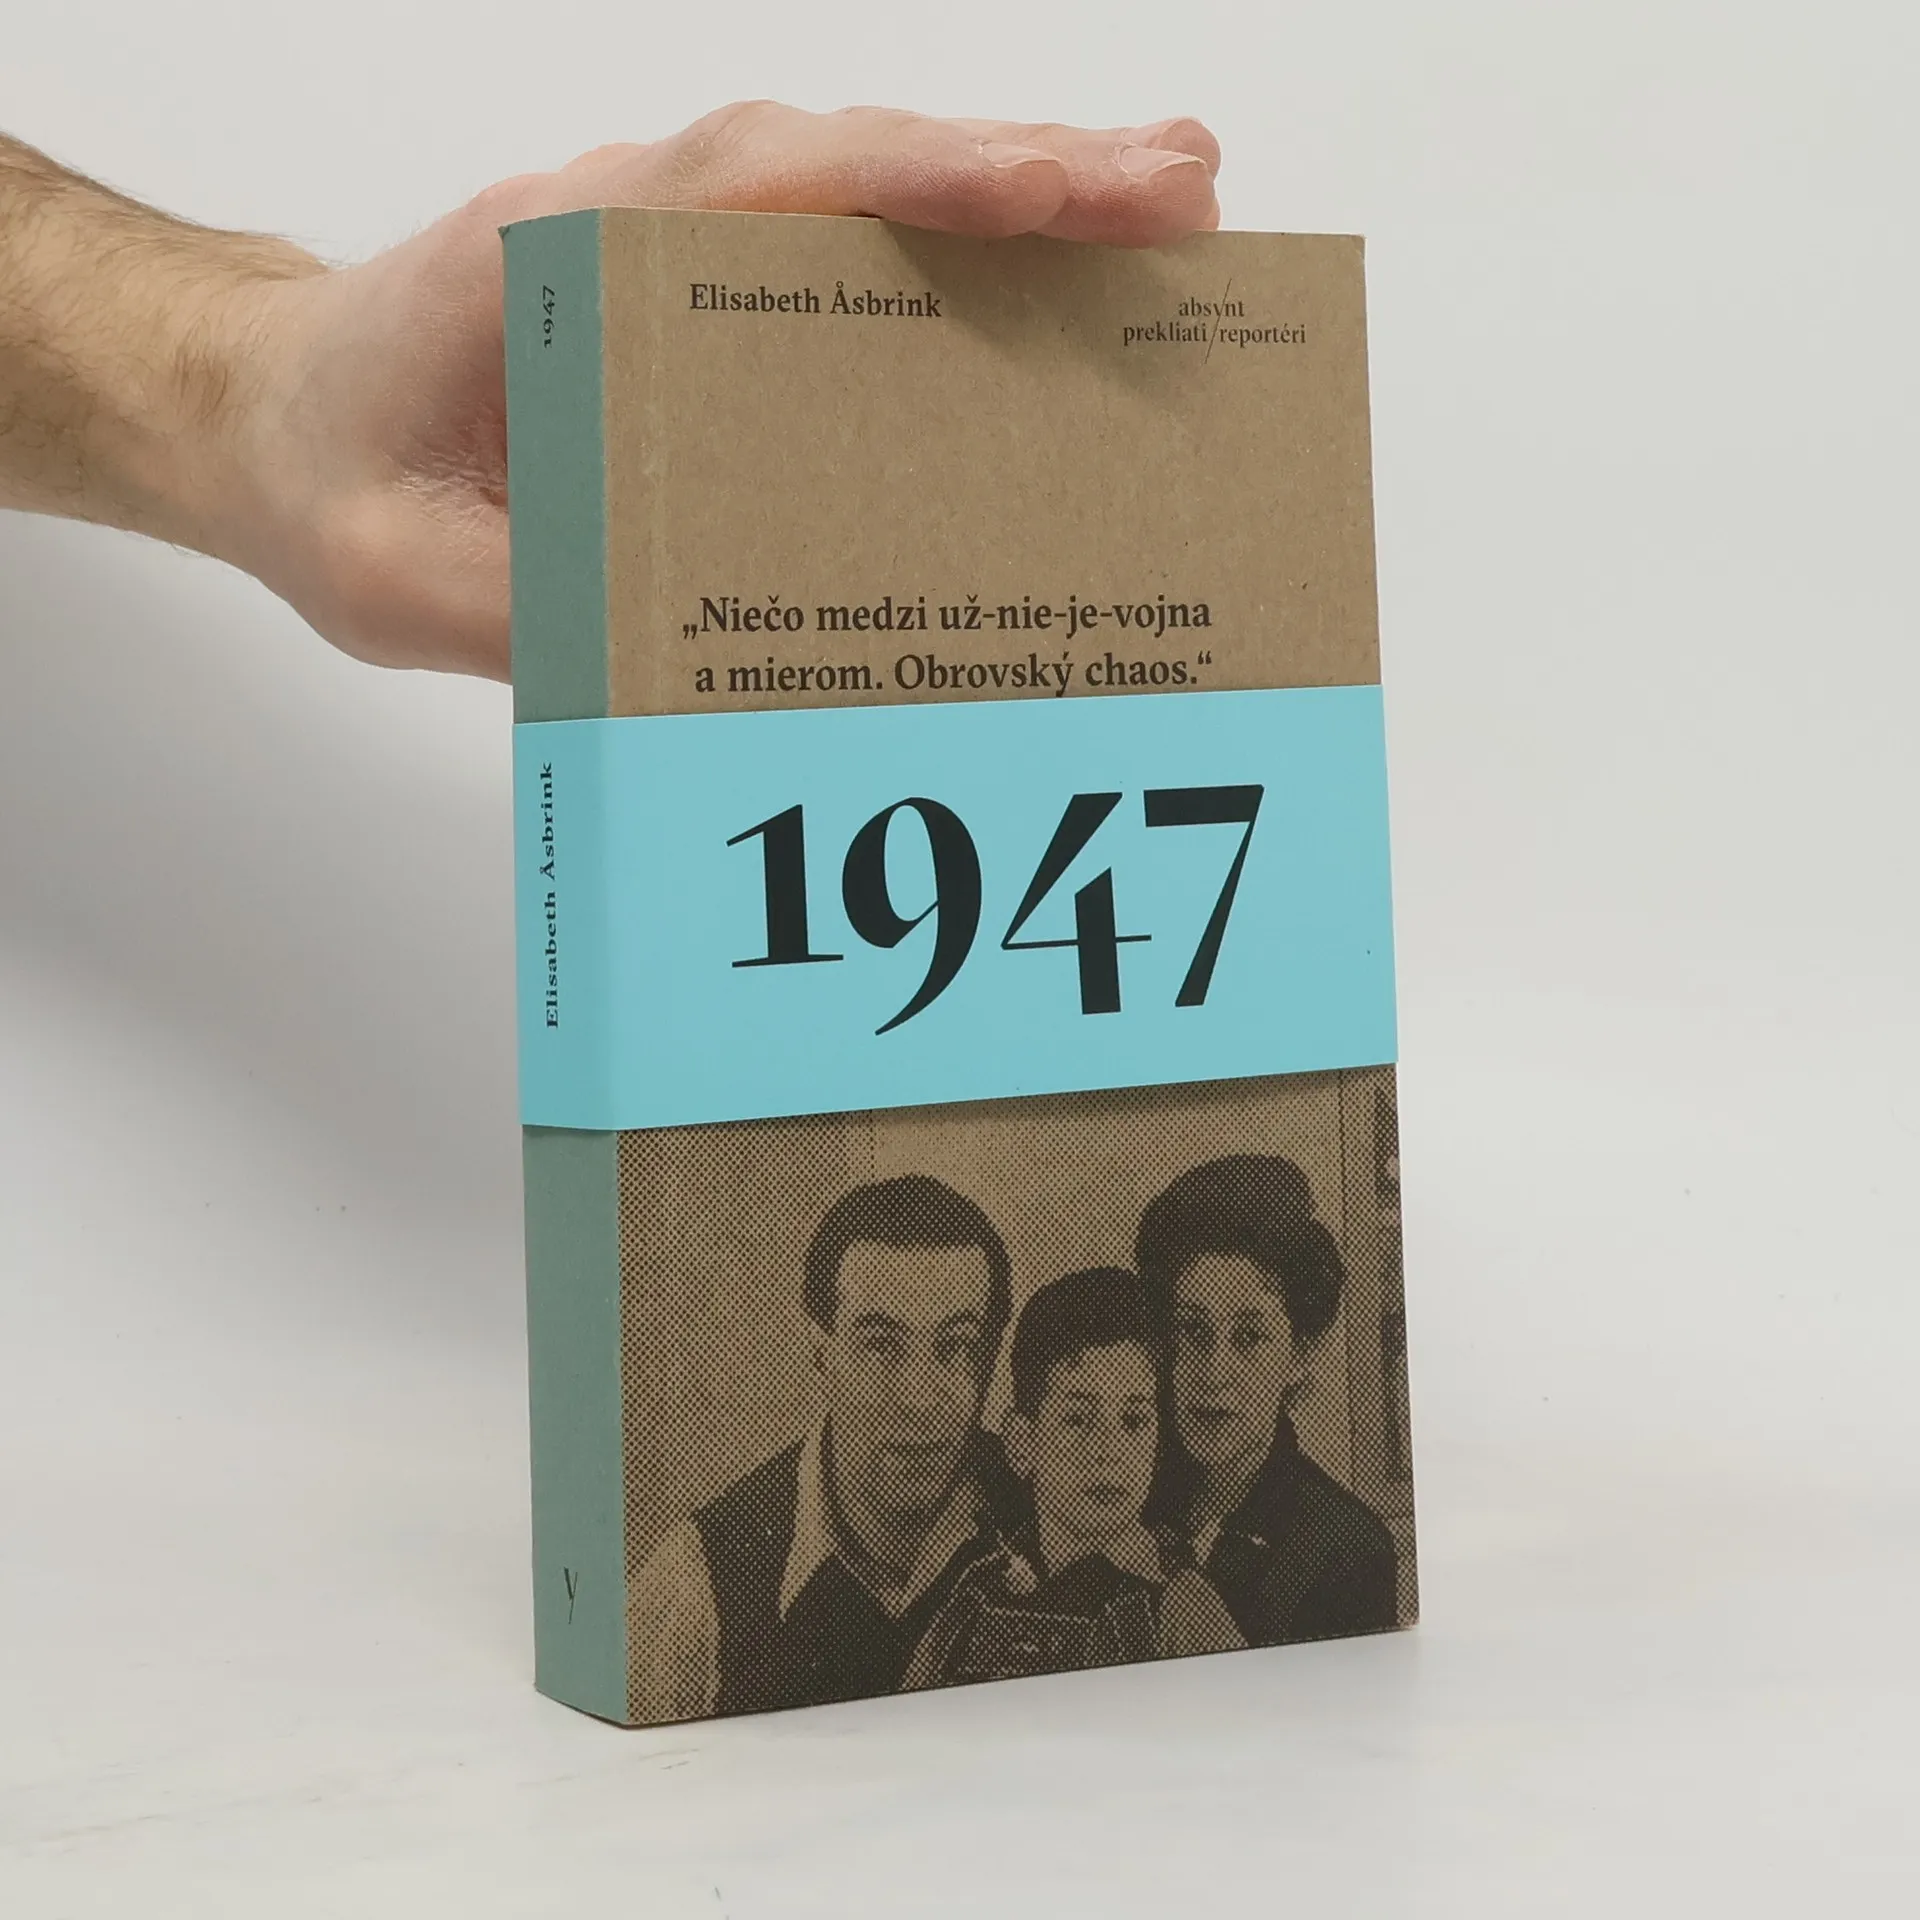 1947
Elisabeth Åsbrink
Elisabeth Åsbrink
absynt
prekliati/reportéri
„Niečo medzi už-nie-je-vojna
a mierom. Obrovský chaos.“
1947
y